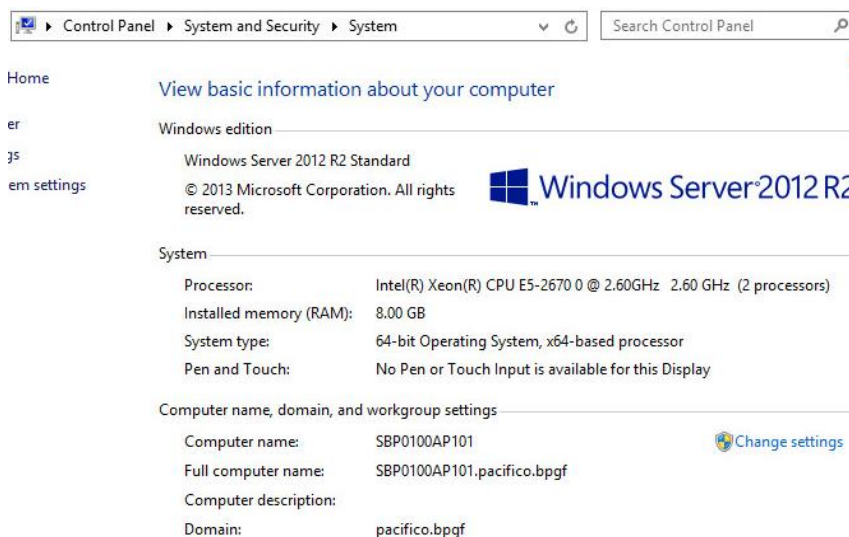 Control Panel ▸ System and Security ▸ System
Search Control Panel
Home
er
gs
em settings
View basic information about your computer
Windows edition
Windows Server 2012 R2 Standard
© 2013 Microsoft Corporation. All rights
reserved.
Windows Server 2012 R2
System
Processor: Intel(R) Xeon(R) CPU E5-2670 0 @ 2.60GHz 2.60 GHz (2 processors)
Installed memory (RAM): 8.00 GB
System type: 64-bit Operating System, x64-based processor
Pen and Touch: No Pen or Touch Input is available for this Display
Computer name, domain, and workgroup settings
Computer name: SBP0100AP101
Change settings
Full computer name: SBP0100AP101.pacifico.bpgf
Computer description:
Domain: pacifico.bpgf